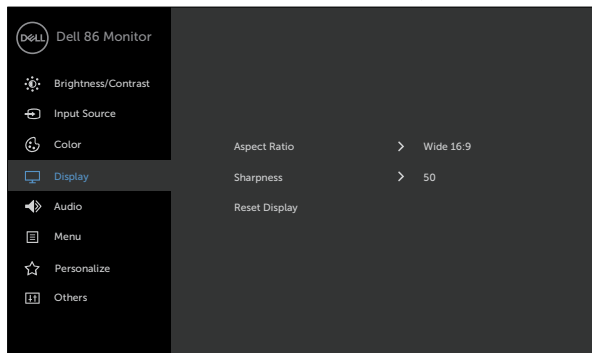 DELL Dell 86 Monitor
Brightness/Contrast
Input Source
Color
Aspect Ratio > Wide 16:9
Display
Sharpness > 50
Audio
Reset Display
Menu
Personalize
Others